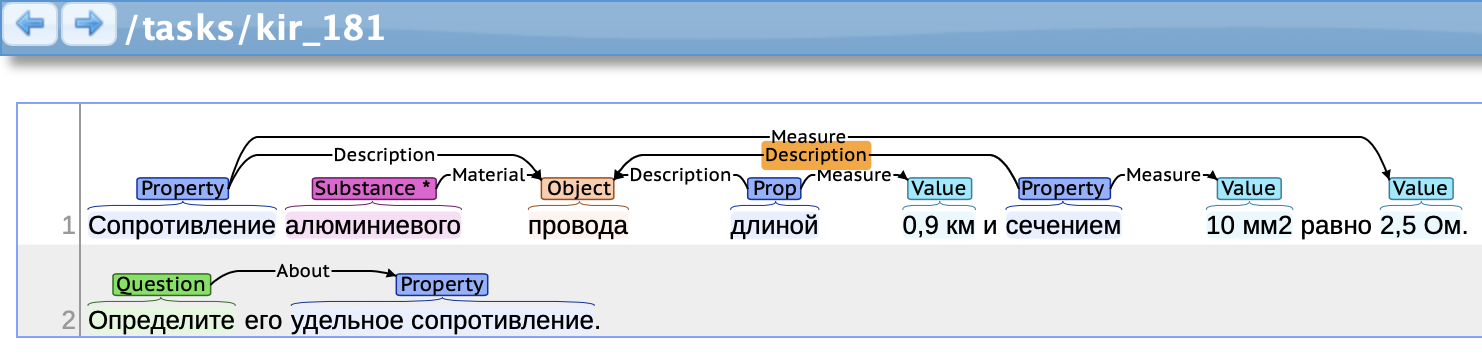 /tasks/kir_181
Measure
Description Description
Material Description Measure Measure
Property Substance * Object Prop Value Property Value Value
1 Сопротивление алюминиевого провода длиной 0,9 км и сечением 10 мм2 равно 2,5 Ом.
About
Question Property
2 Определите его удельное сопротивление.